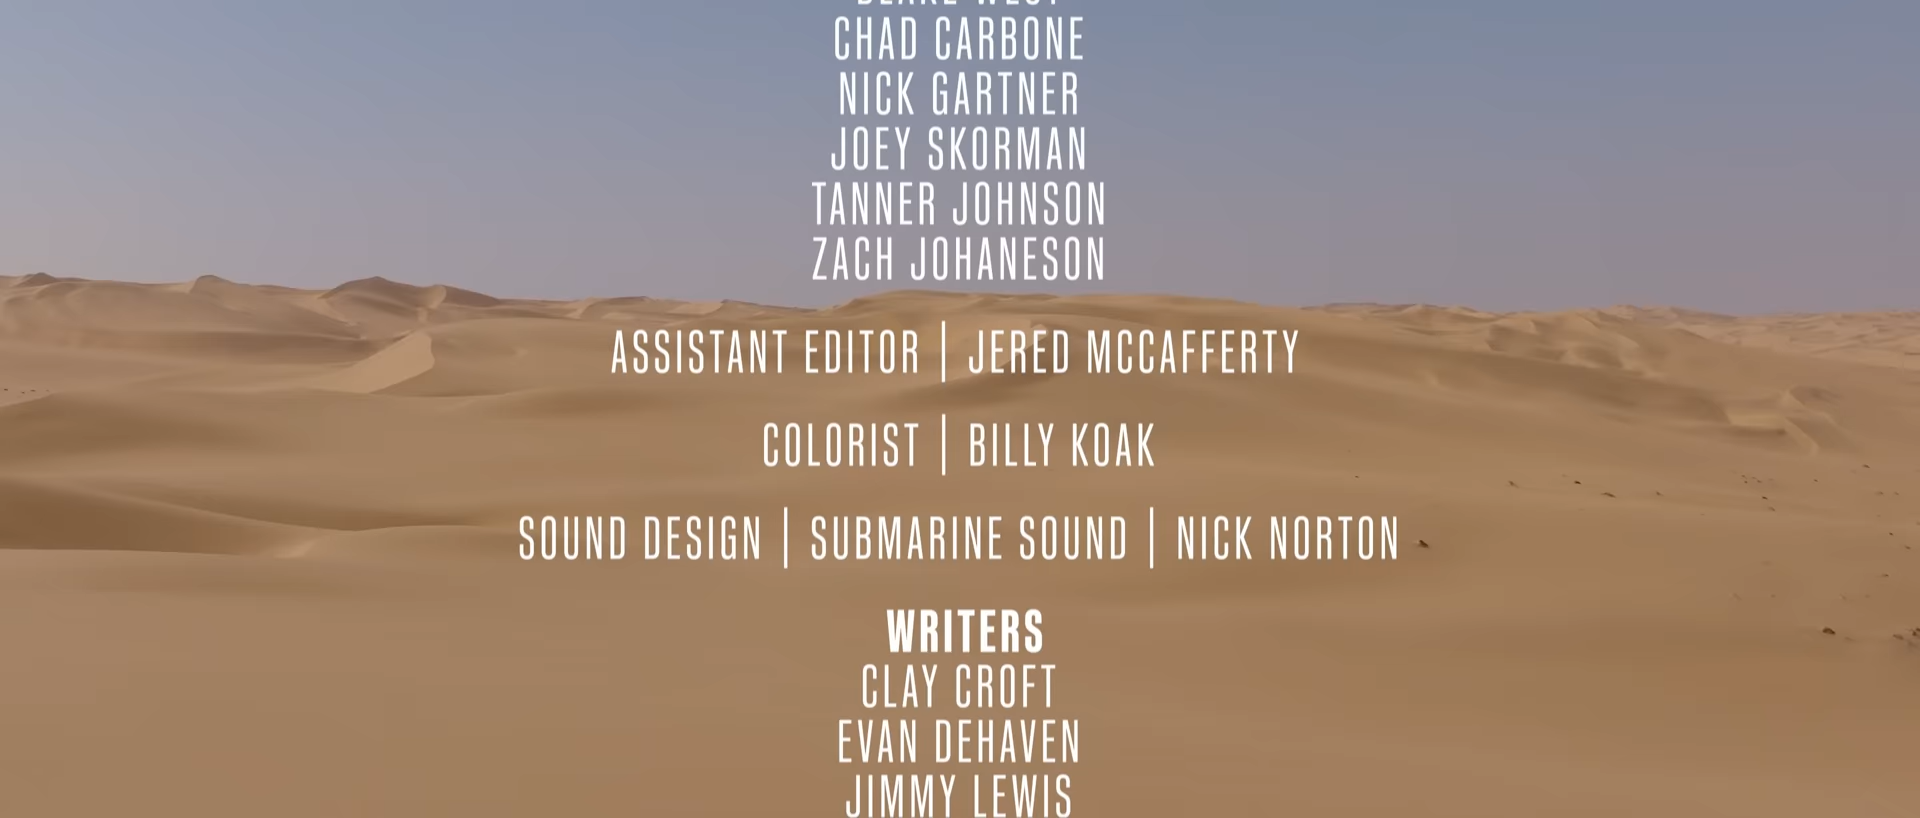 CHAD CARBONE
NICK GARTNER
JOEY SKORMAN
TANNER JOHNSON
ZACH JOHANESON
ASSISTANT EDITOR | JERED MCCAFFERTY
COLORIST | BILLY KOAK
SOUND DESIGN | SUBMARINE SOUND | NICK NORTON
WRITERS
CLAY CROFT
EVAN DEHAVEN
JIMMY LEWIS